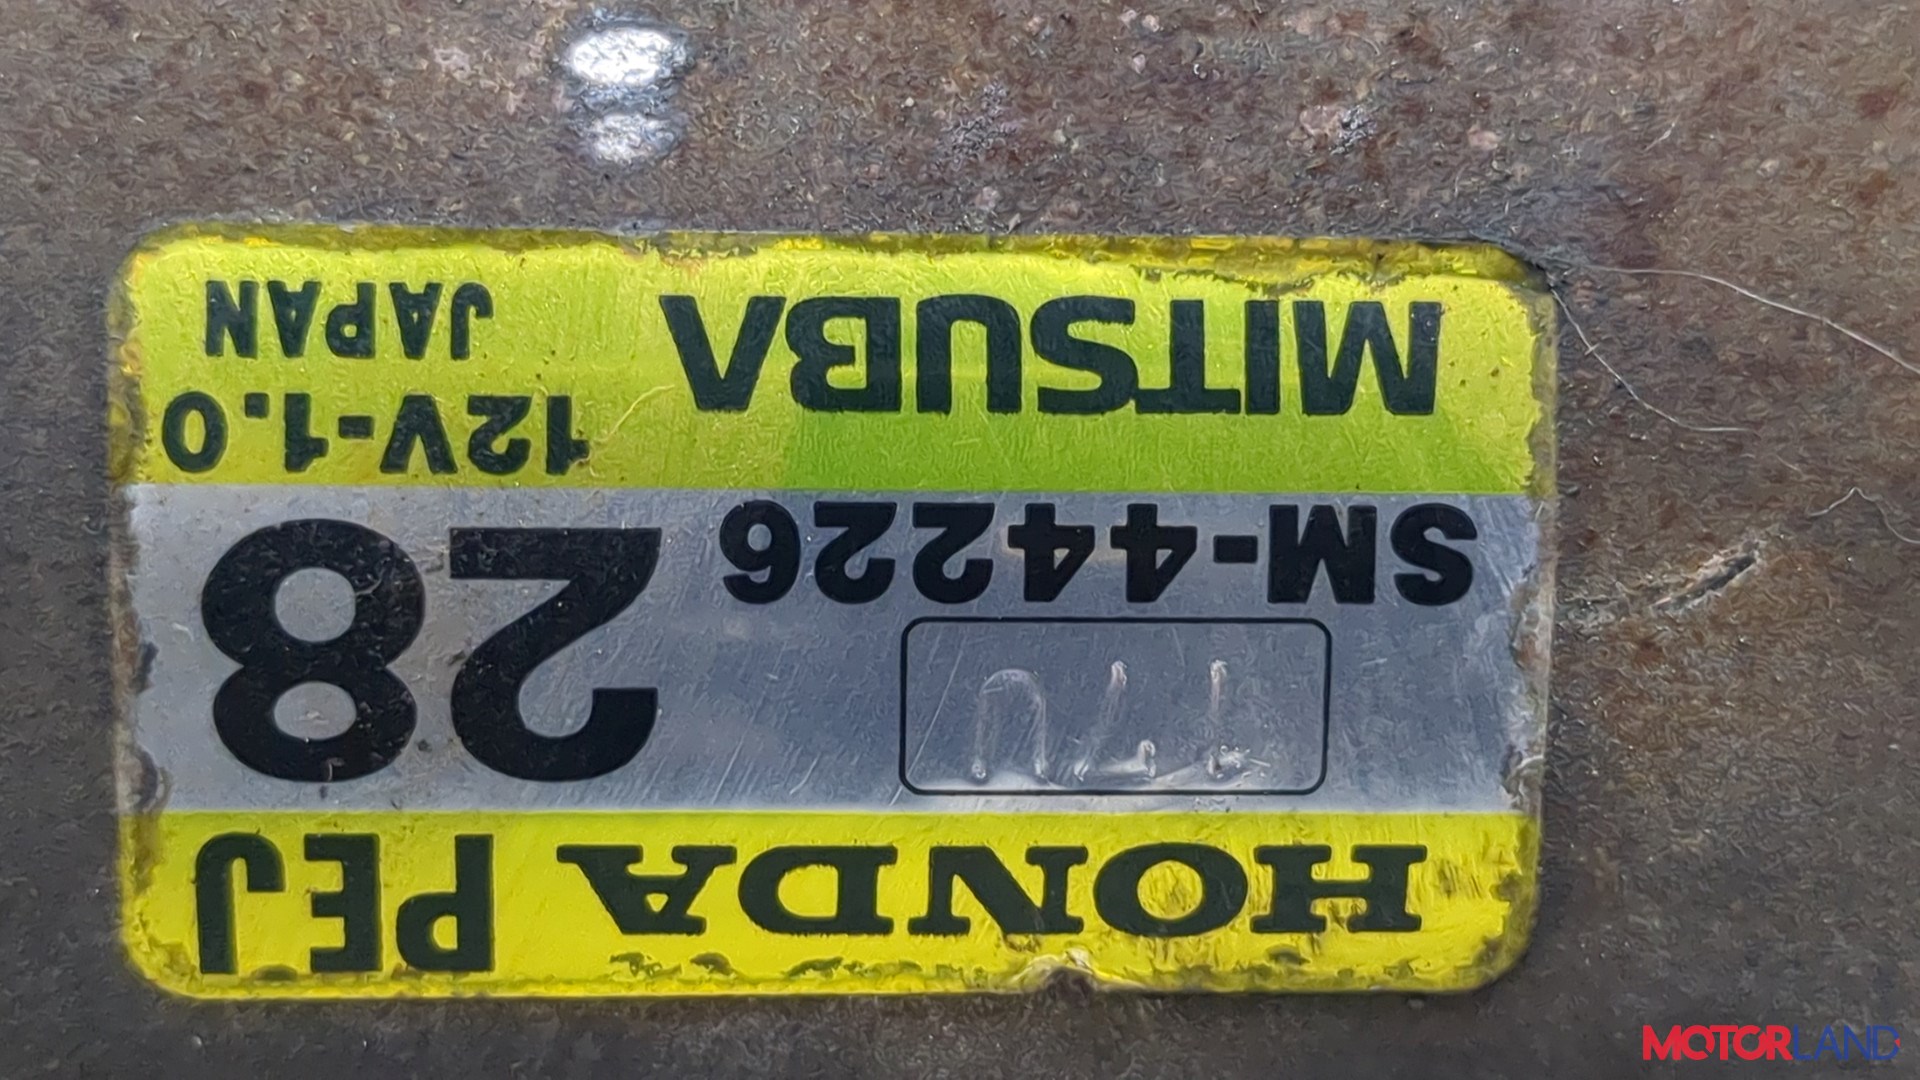 HONDA PEJ
28
SM-44226
MITSUBA
12V-1.0
JAPAN
MOTORLAND